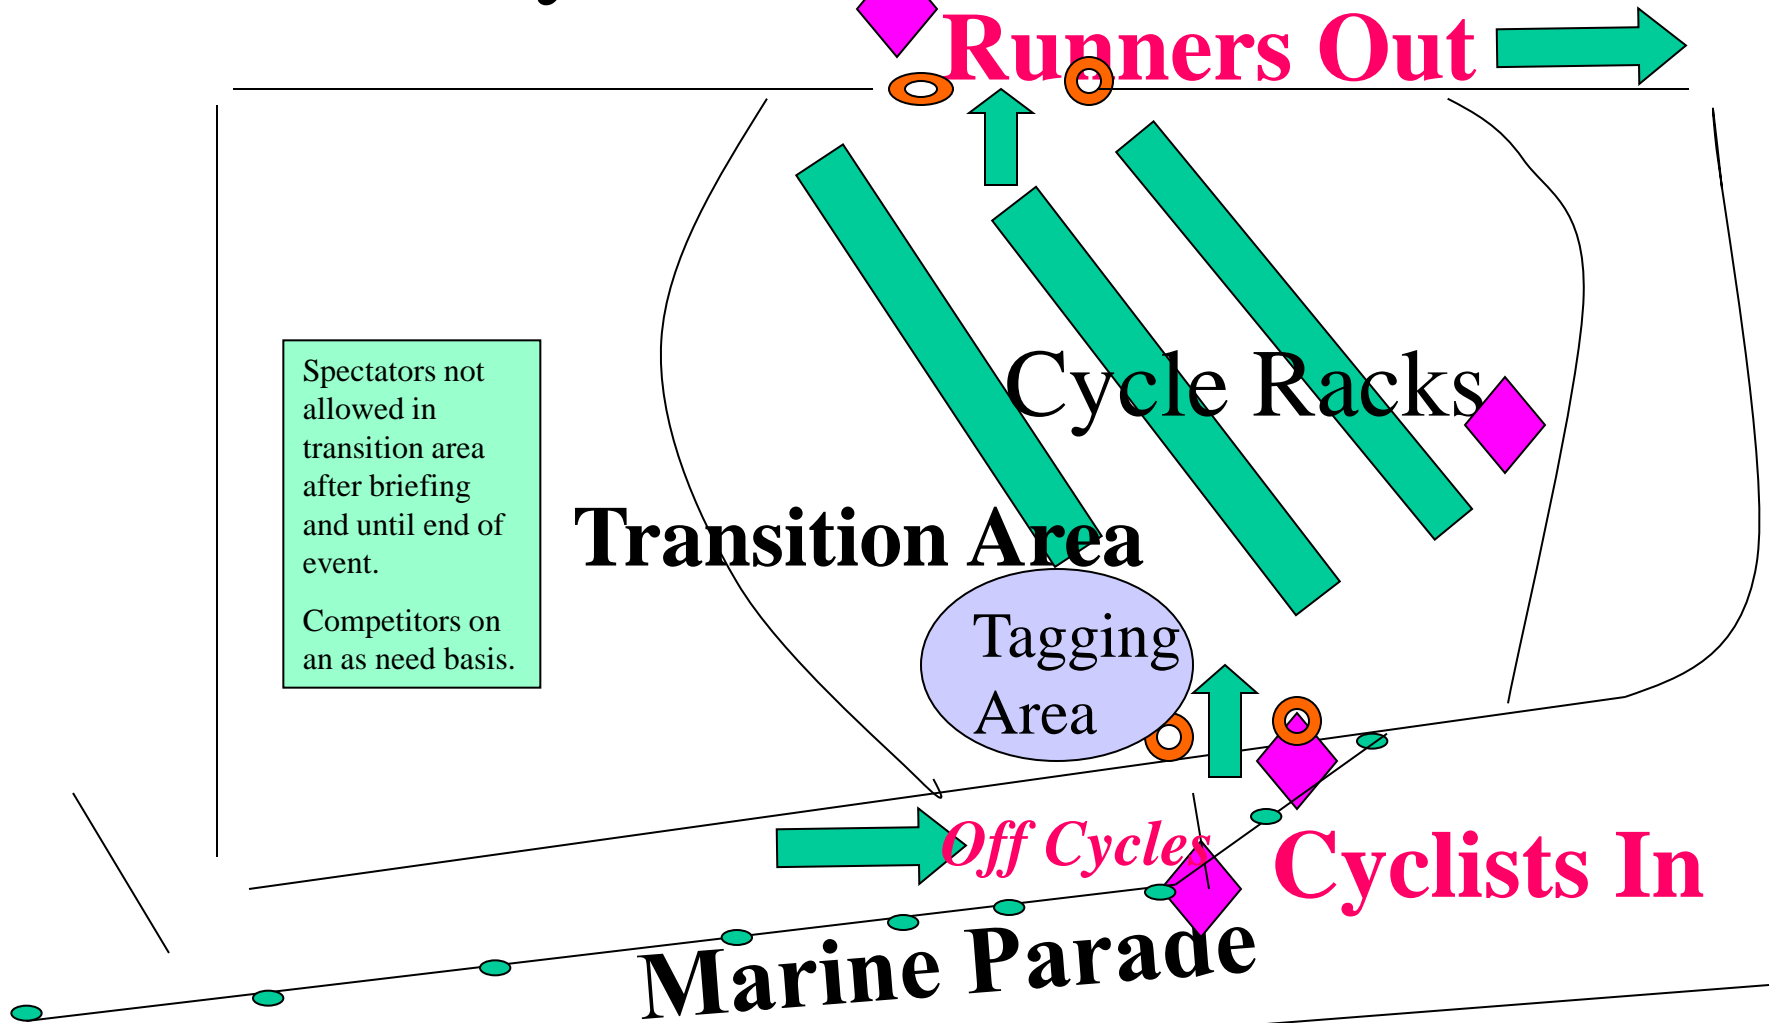 Runners Out
Cycle Racks
Spectators not
allowed in
transition area
after briefing
and until end of
event.
Competitors on
an as need basis.
Transition Area
Tagging
Area
Off Cycles
Cyclists In
Marine Parade